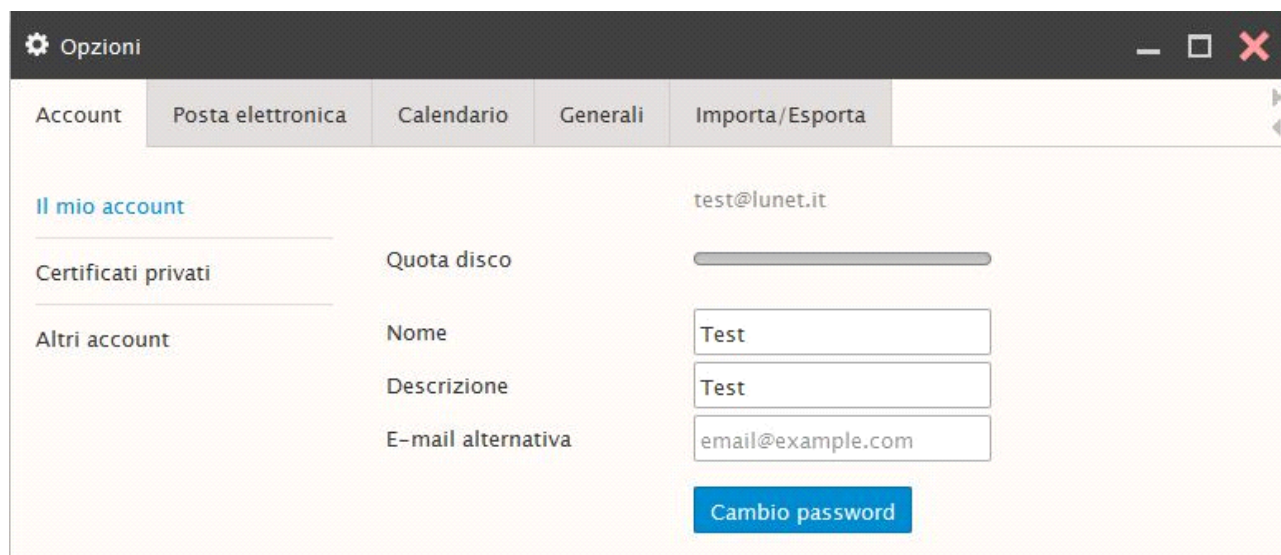 Opzioni
Account Posta elettronica Calendario Generali Importa/Esporta
Il mio account
Certificati privati
Altri account
test@lunet.it
Quota disco
Nome Test
Descrizione Test
E-mail alternativa email@example.com
Cambio password